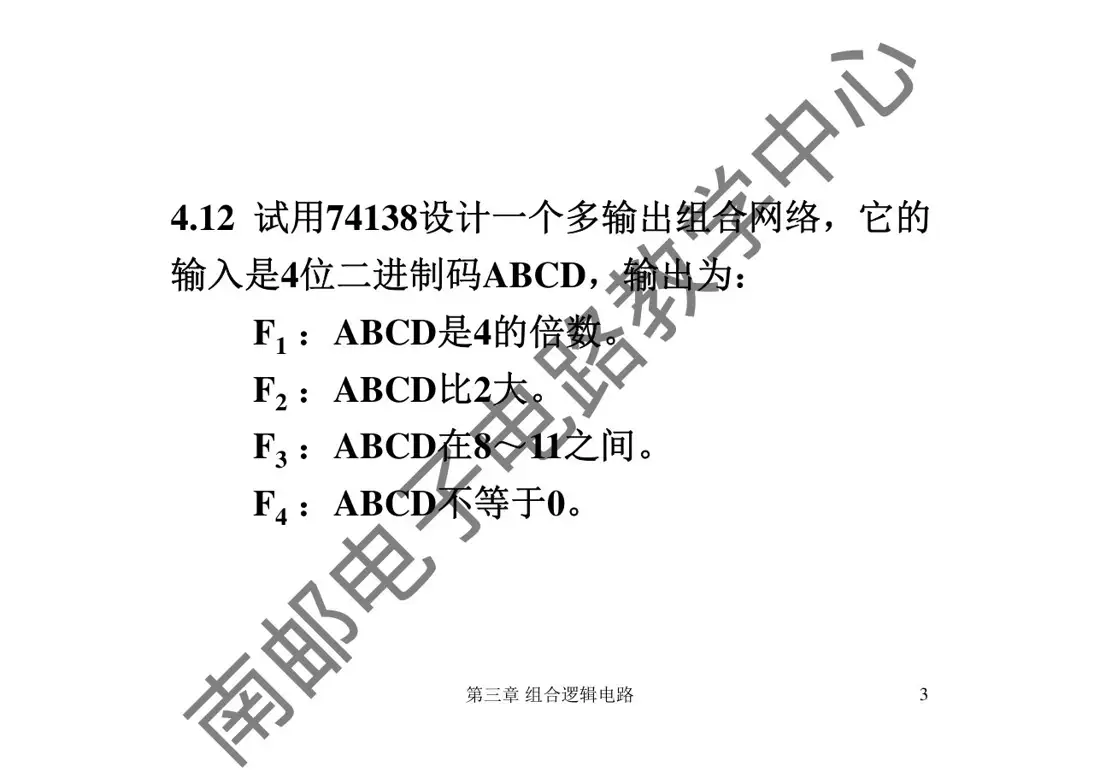 4.12 试用74138设计一个多输出组合网络，它的
输入是4位二进制码ABCD，输出为：
F₁：ABCD是4的倍数。
F₂：ABCD比2大。
F₃：ABCD在8～11之间。
F₄：ABCD不等于0。
南邮电子电路教学中心
第三章 组合逻辑电路
3